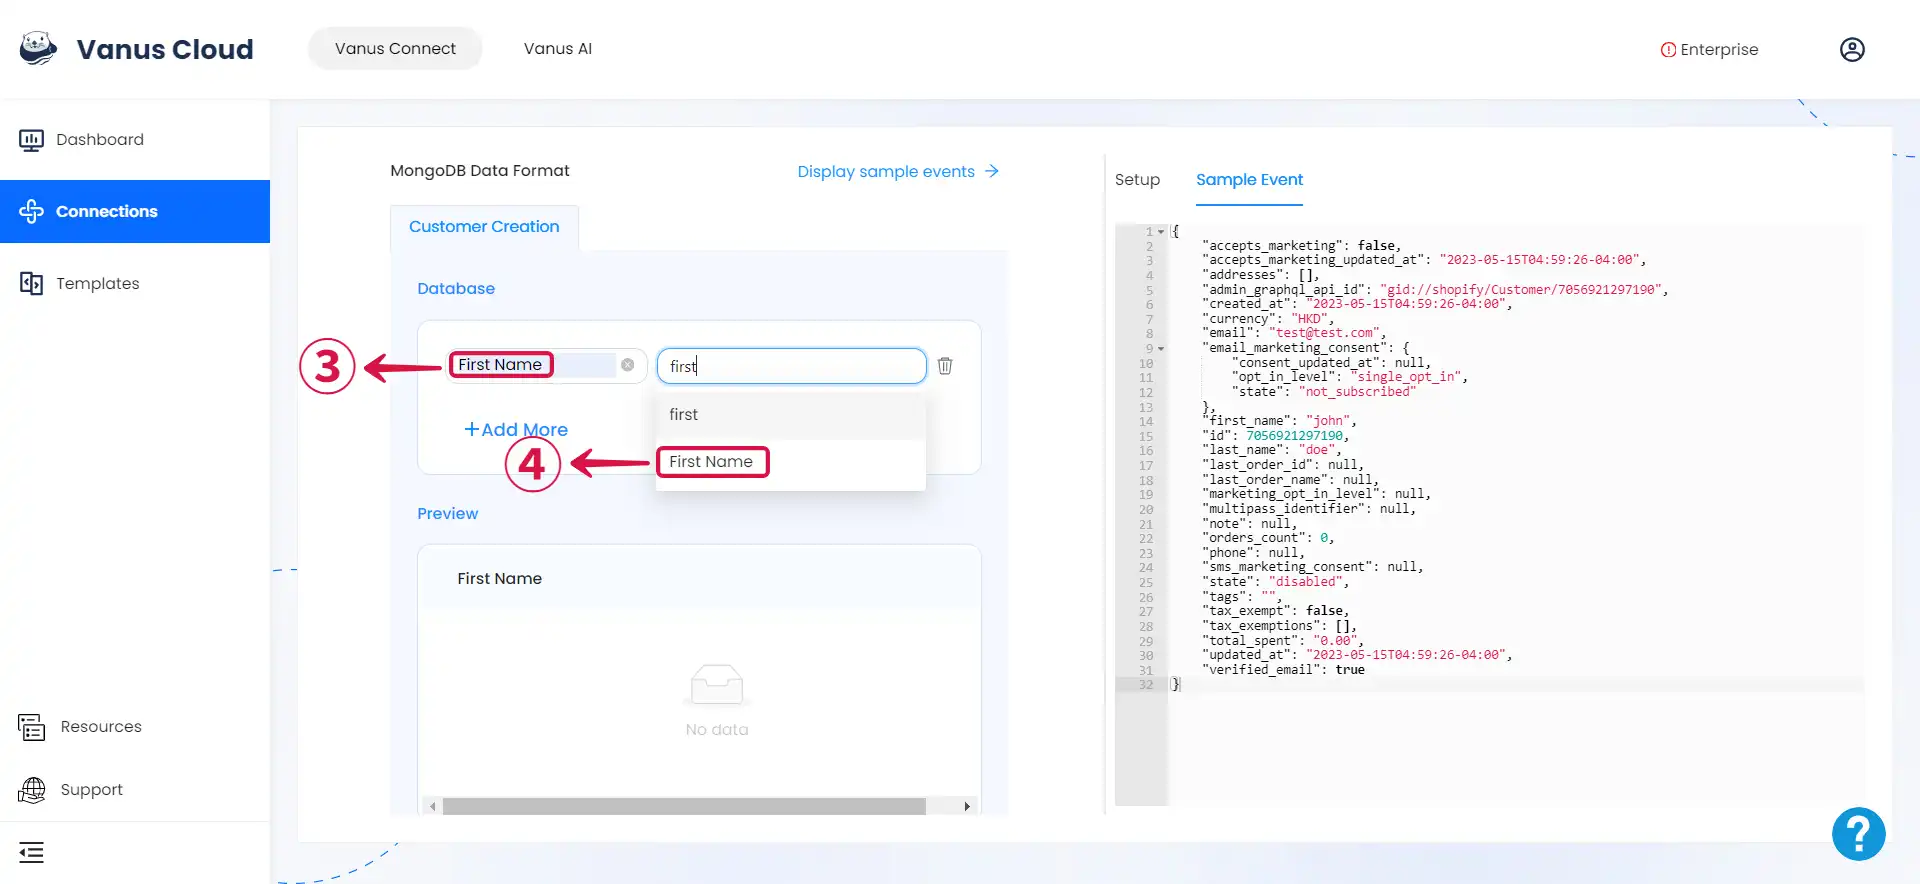 Vanus Cloud
Vanus Connect
Vanus AI
Enterprise
Dashboard
Connections
Templates
Resources
Support
MongoDB Data Format
Display sample events →
Customer Creation
Database
3
First Name
first
+Add More
first
4
First Name
Preview
First Name
No data
Setup
Sample Event
1 {
2 "accepts_marketing": false,
3 "accepts_marketing_updated_at": "2023-05-15T04:59:26-04:00",
4 "addresses": [],
5 "admin_graphql_api_id": "gid://shopify/Customer/7056921297190",
6 "created_at": "2023-05-15T04:59:26-04:00",
7 "currency": "HKD",
8 "email": "test@test.com",
9 "email_marketing_consent": {
10 "consent_updated_at": null,
11 "opt_in_level": "single_opt_in",
12 "state": "not_subscribed"
13 },
14 "first_name": "john",
15 "id": 7056921297190,
16 "last_name": "doe",
17 "last_order_id": null,
18 "last_order_name": null,
19 "marketing_opt_in_level": null,
20 "multipass_identifier": null,
21 "note": null,
22 "orders_count": 0,
23 "phone": null,
24 "sms_marketing_consent": null,
25 "state": "disabled",
26 "tags": "",
27 "tax_exempt": false,
28 "tax_exemptions": [],
29 "total_spent": "0.00",
30 "updated_at": "2023-05-15T04:59:26-04:00",
31 "verified_email": true
32 }
?